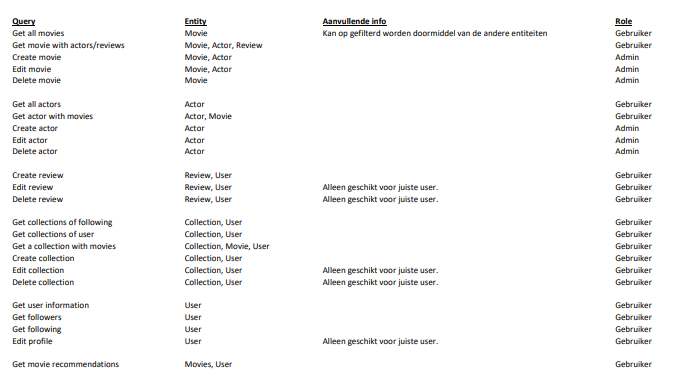 Query Entity Aanvullende info Role
Get all movies Movie Kan op gefilterd worden doormiddel van de andere entiteiten Gebruiker
Get movie with actors/reviews Movie, Actor, Review Gebruiker
Create movie Movie, Actor Admin
Edit movie Movie, Actor Admin
Delete movie Movie Admin
Get all actors Actor Gebruiker
Get actor with movies Actor, Movie Gebruiker
Create actor Actor Admin
Edit actor Actor Admin
Delete actor Actor Admin
Create review Review, User Gebruiker
Edit review Review, User Alleen geschikt voor juiste user. Gebruiker
Delete review Review, User Alleen geschikt voor juiste user. Gebruiker
Get collections of following Collection, User Gebruiker
Get collections of user Collection, User Gebruiker
Get a collection with movies Collection, Movie, User Gebruiker
Create collection Collection, User Gebruiker
Edit collection Collection, User Alleen geschikt voor juiste user. Gebruiker
Delete collection Collection, User Alleen geschikt voor juiste user. Gebruiker
Get user information User Gebruiker
Get followers User Gebruiker
Get following User Gebruiker
Edit profile User Alleen geschikt voor juiste user. Gebruiker
Get movie recommendations Movies, User Gebruiker